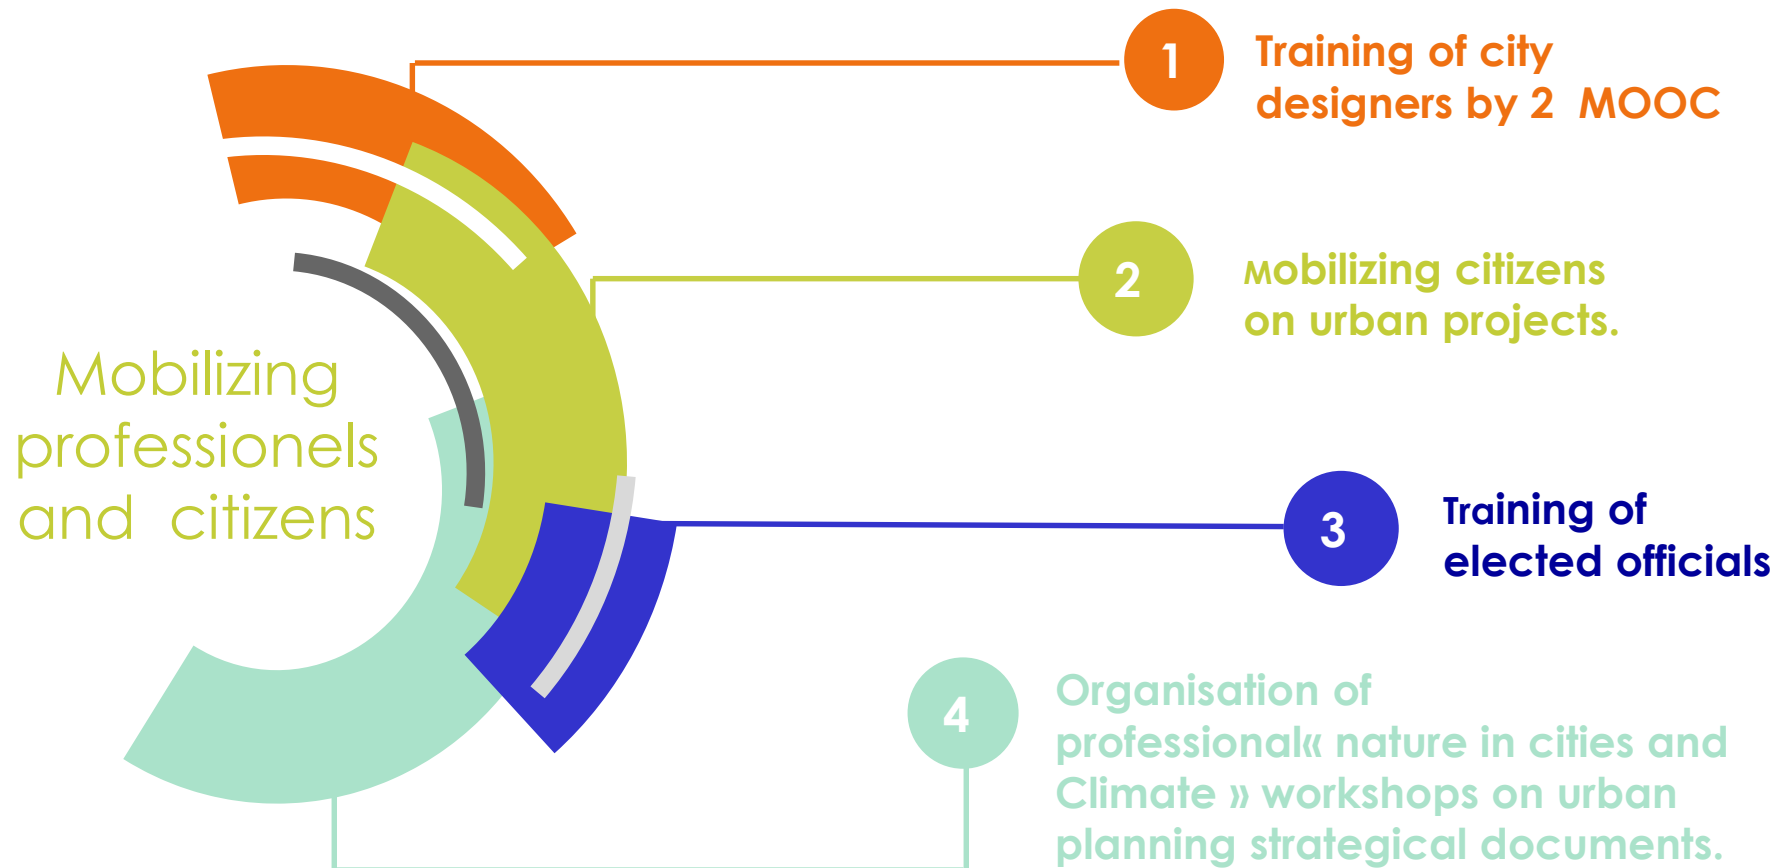 Mobilizing
professionels
and citizens
1
Training of city
designers by 2 MOOC
2
Mobilizing citizens
on urban projects.
3
Training of
elected officials
4
Organisation of
professional« nature in cities and
Climate » workshops on urban
planning strategical documents.